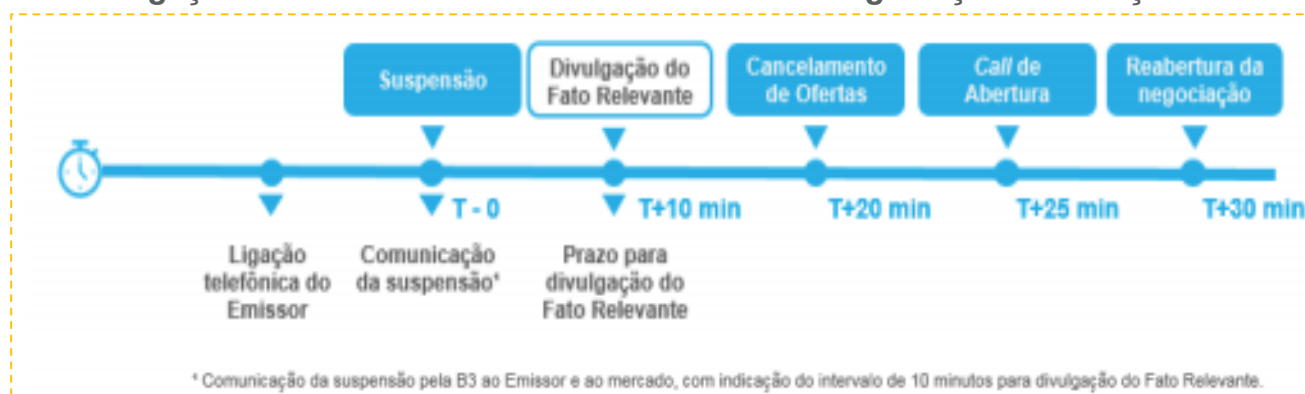 Suspensão
Divulgação do
Fato Relevante
Cancelamento
de Ofertas
Call de
Abertura
Reabertura da
negociação
T - 0
T+10 min
T+20 min
T+25 min
T+30 min
Ligação
telefônica do
Emissor
Comunicação
da suspensão*
Prazo para
divulgação do
Fato Relevante
* Comunicação da suspensão pela B3 ao Emissor e ao mercado, com indicação do intervalo de 10 minutos para divulgação do Fato Relevante.